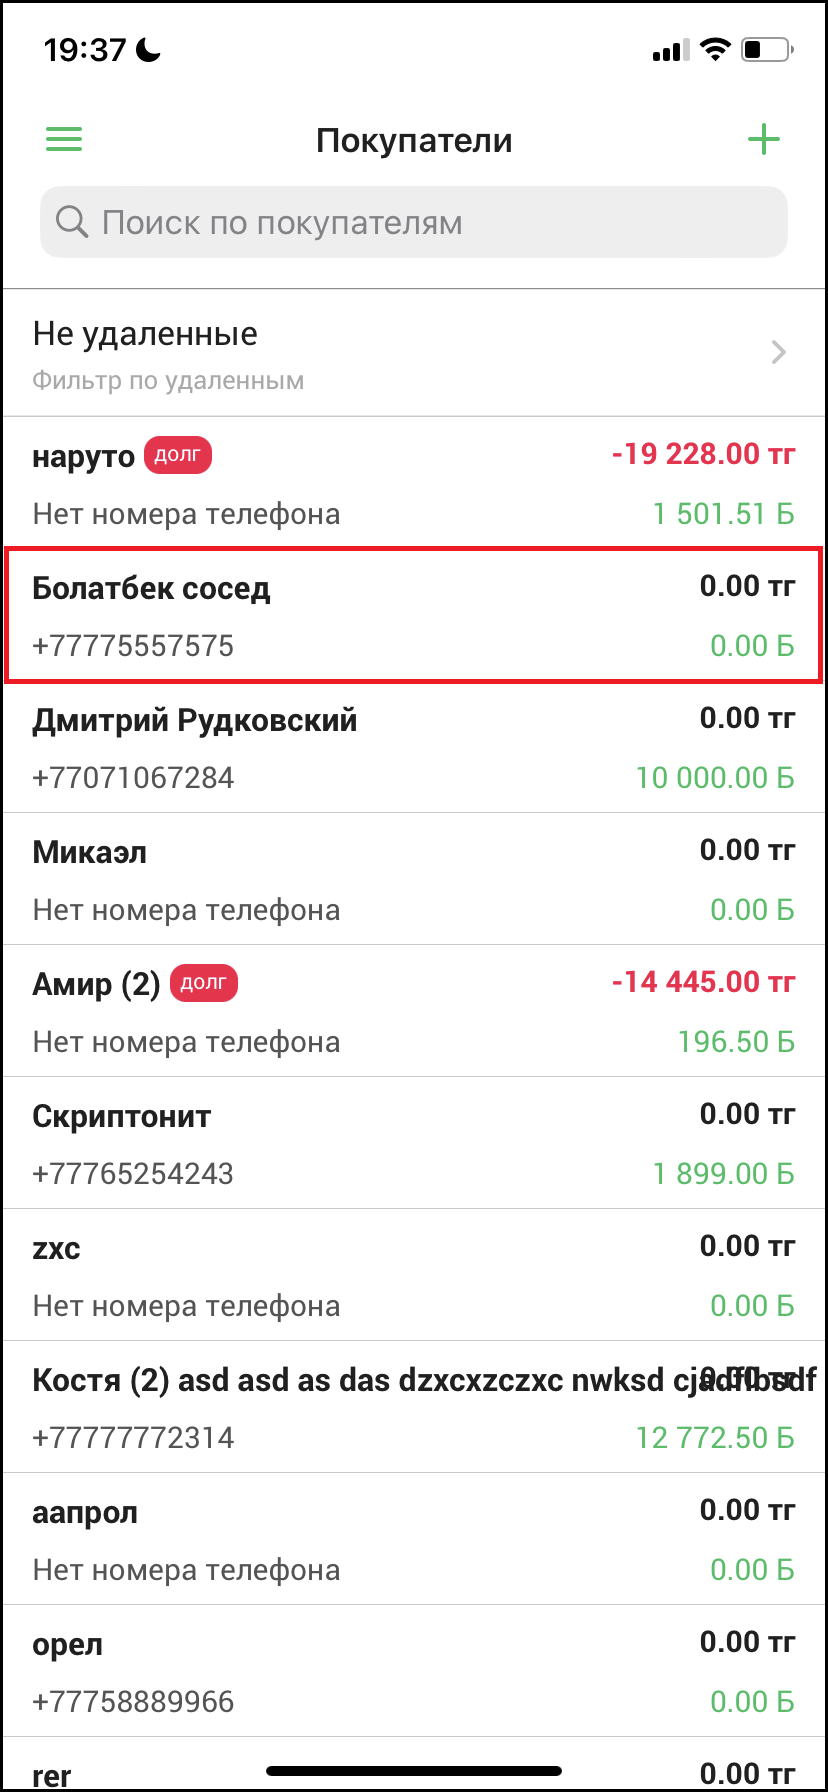 19:37
Покупатели
Поиск по покупателям
Не удаленные
Фильтр по удаленным
наруто долг -19 228.00 тг
Нет номера телефона 1 501.51 Б
Болатбек сосед 0.00 тг
+77775557575 0.00 Б
Дмитрий Рудковский 0.00 тг
+77071067284 10 000.00 Б
Микаэл 0.00 тг
Нет номера телефона 0.00 Б
Амир (2) долг -14 445.00 тг
Нет номера телефона 196.50 Б
Скриптонит 0.00 тг
+77765254243 1 899.00 Б
zxc 0.00 тг
Нет номера телефона 0.00 Б
Костя (2) asd asd as das dzxcxzczxc nwksd 0.00 тг
+77777772314 12 772.50 Б
аапрол 0.00 тг
Нет номера телефона 0.00 Б
орел 0.00 тг
+77758889966 0.00 Б
rer 0.00 тг